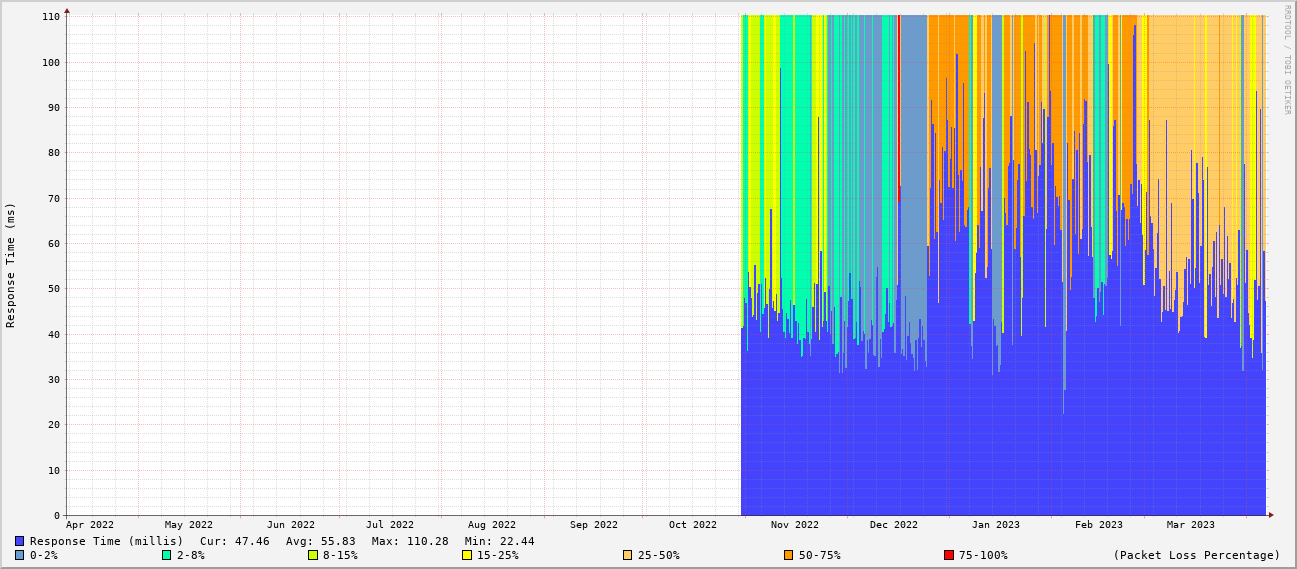 RRDTOOL / TOBI OETIKER
Response Time (ms)
110
100
90
80
70
60
50
40
30
20
10
0
Apr 2022 May 2022 Jun 2022 Jul 2022 Aug 2022 Sep 2022 Oct 2022 Nov 2022 Dec 2022 Jan 2023 Feb 2023 Mar 2023
Response Time (millis) Cur: 47.46 Avg: 55.83 Max: 110.28 Min: 22.44
0-2% 2-8% 8-15% 15-25% 25-50% 50-75% 75-100% (Packet Loss Percentage)